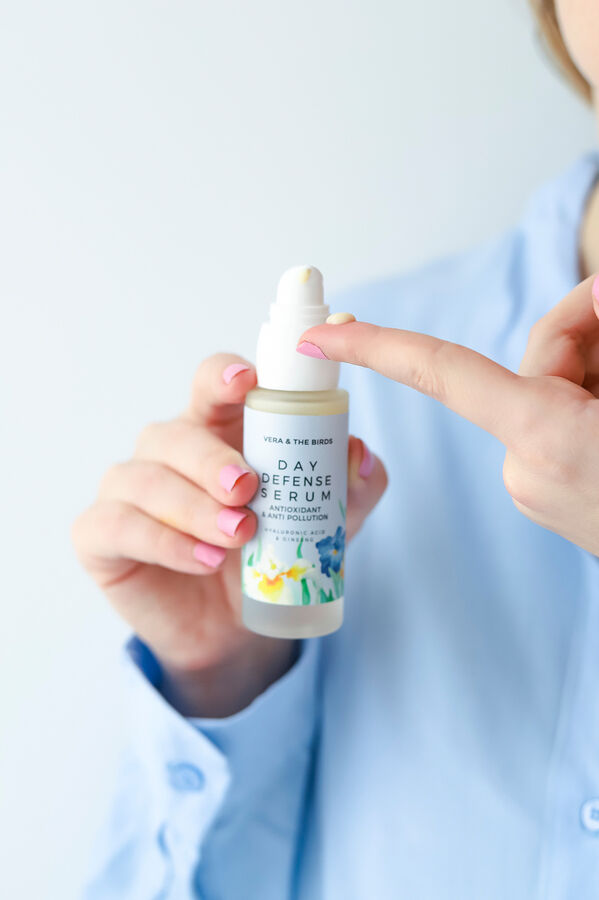 VERA & THE BIRDS
DAY
DEFENSE
SERUM
ANTIOXIDANT
& ANTI POLLUTION
HYALURONIC ACID
& GINSENG